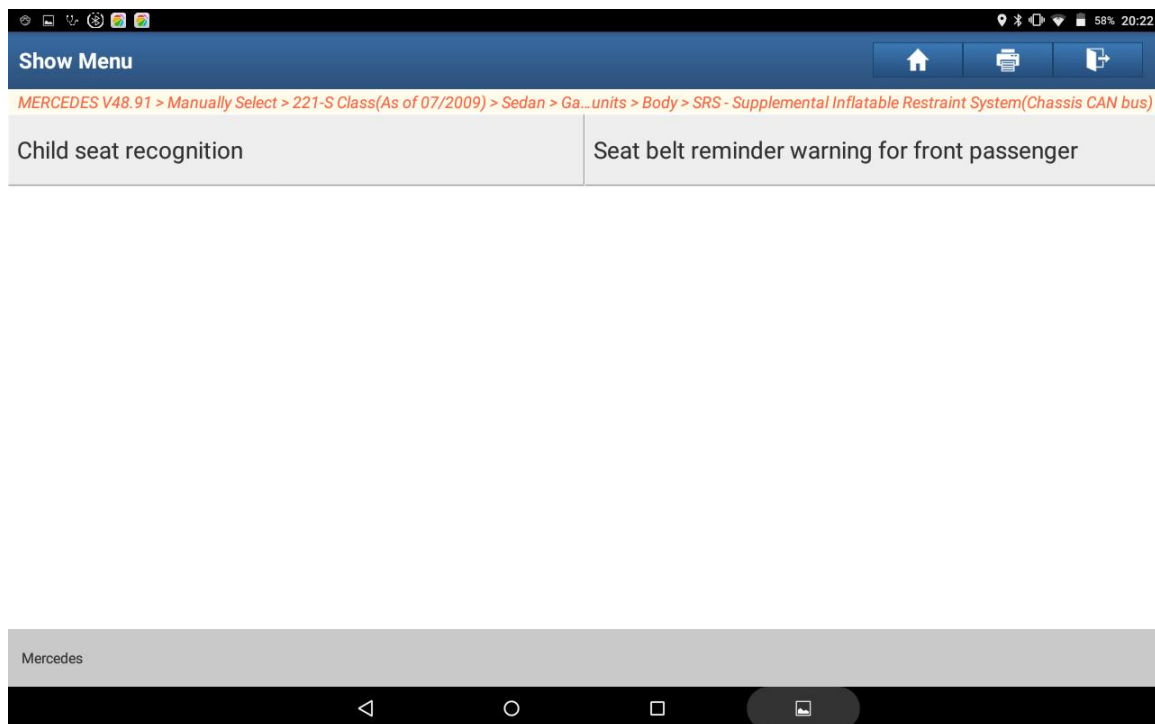 58% 20:22
Show Menu
MERCEDES V48.91 > Manually Select > 221-S Class(As of 07/2009) > Sedan > Ga...units > Body > SRS - Supplemental Inflatable Restraint System(Chassis CAN bus)
Child seat recognition
Seat belt reminder warning for front passenger
Mercedes